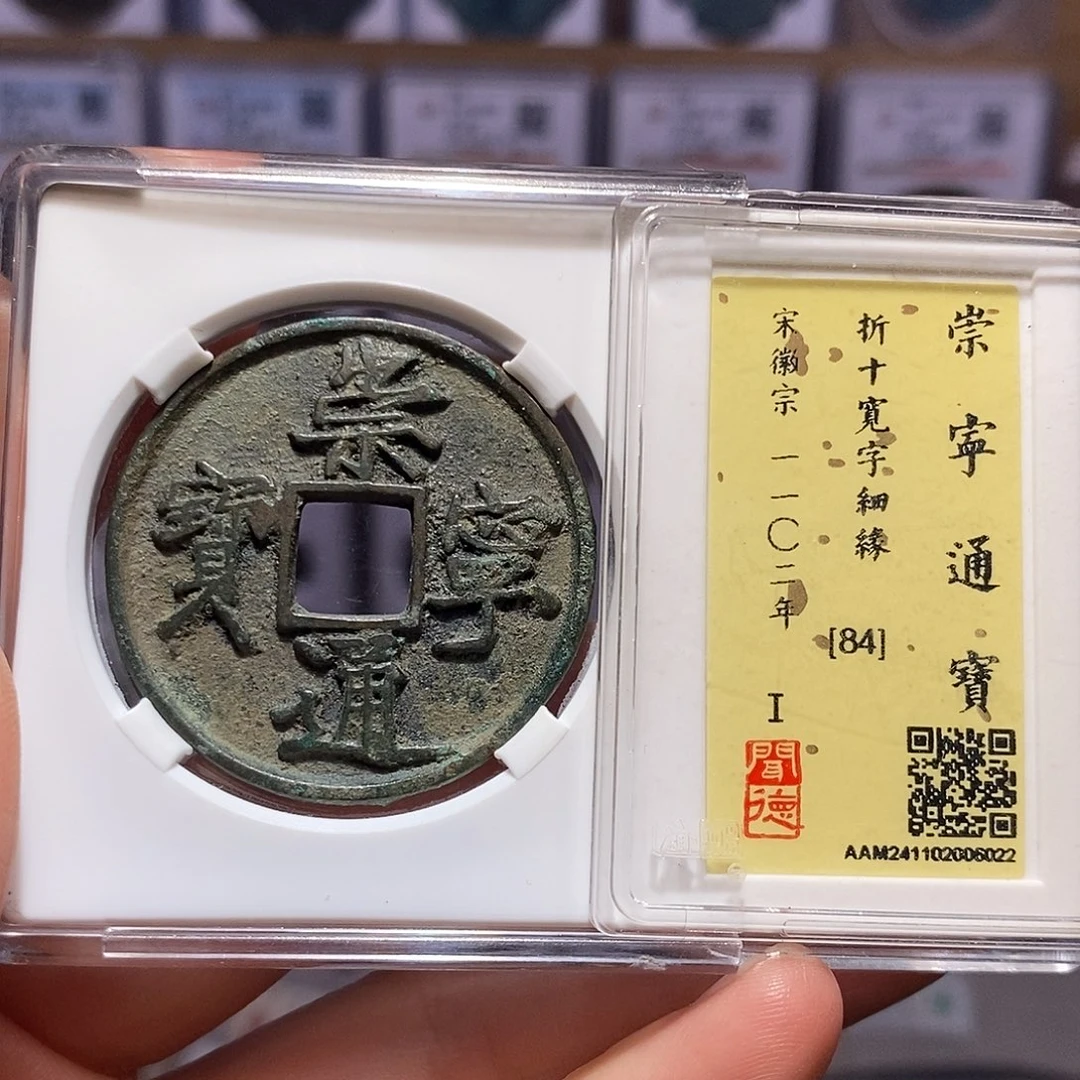 崇寧通寶
崇寧通寶
折十寬字細緣
[84]
宋徽宗 一一〇二年 I
聞德
AAM241102006022